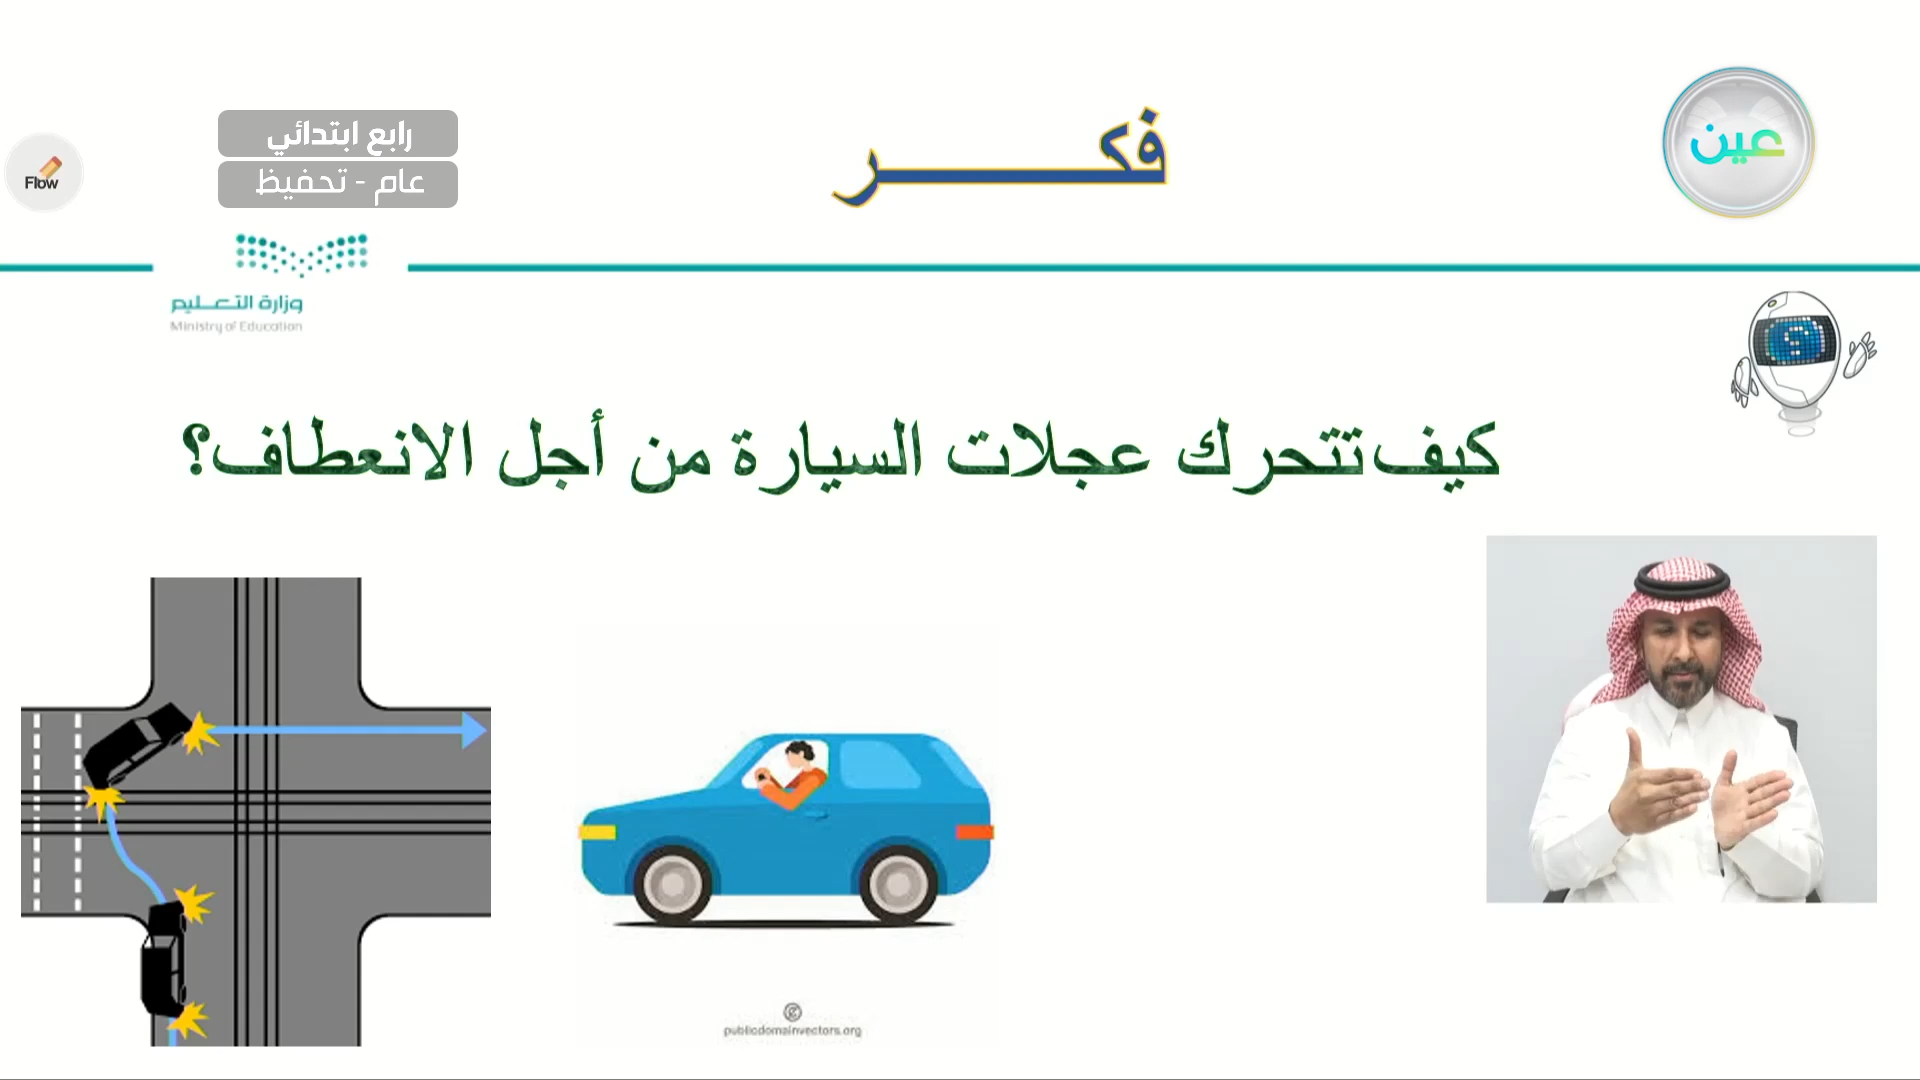 عين
فكر
رابع ابتدائي
عام - تحفيظ
Flow
وزارة التعليم
Ministry of Education
كيف تتحرك عجلات السيارة من أجل الانعطاف؟
publicdomainvectors.org